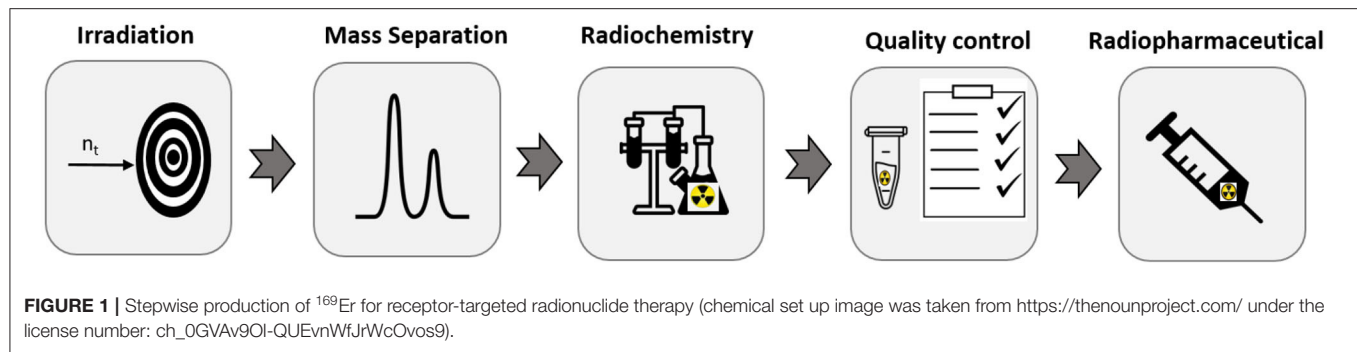 Irradiation
Mass Separation
Radiochemistry
Quality control
Radiopharmaceutical
nt
FIGURE 1 | Stepwise production of 169Er for receptor-targeted radionuclide therapy (chemical set up image was taken from https://thenounproject.com/ under the
license number: ch_0GVAv9Ol-QUEvnWfJrWcOvos9).